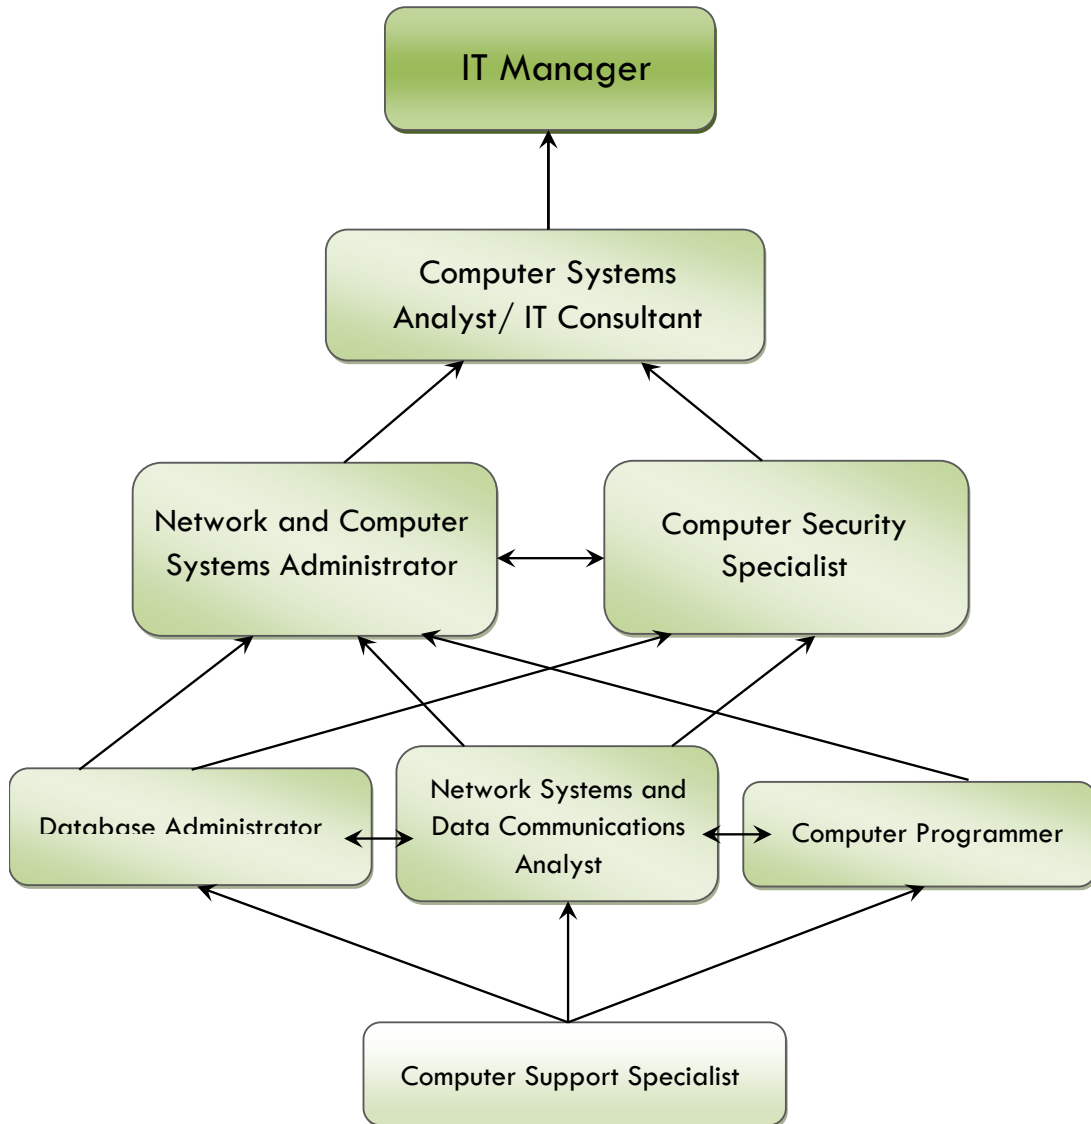 IT Manager
Computer Systems
Analyst/ IT Consultant
Network and Computer
Systems Administrator
Computer Security
Specialist
Database Administrator
Network Systems and
Data Communications
Analyst
Computer Programmer
Computer Support Specialist